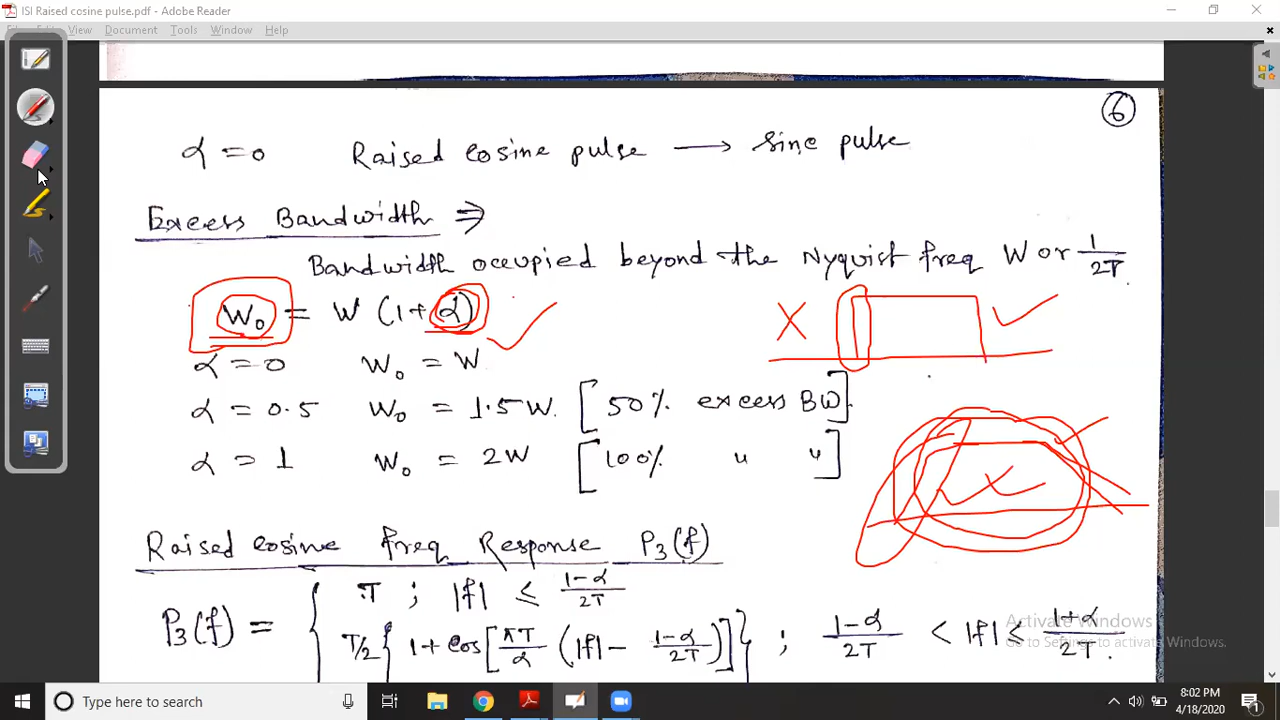 ISI Raised cosine pulse.pdf - Adobe Reader
View Document Tools Window Help
6
α = 0 Raised cosine pulse → sinc pulse
Excess Bandwidth ⇒
Bandwidth occupied beyond the Nyquist freq W or 1/2T
W₀ = W (1+α)
α = 0 W₀ = W
α = 0.5 W₀ = 1.5W. [50% excess BW].
α = 1 W₀ = 2W [100% " "]
Raised cosine freq Response P₃(f)
P₃(f) = { T ; |f| ≤ (1-α)/2T
T/2 { 1+cos[πT/α (|f| - (1-α)/2T)] } ; (1-α)/2T < |f| ≤ (1+α)/2T.
Activate Windows
Go to Settings to activate Windows.
Type here to search
8:02 PM
4/18/2020